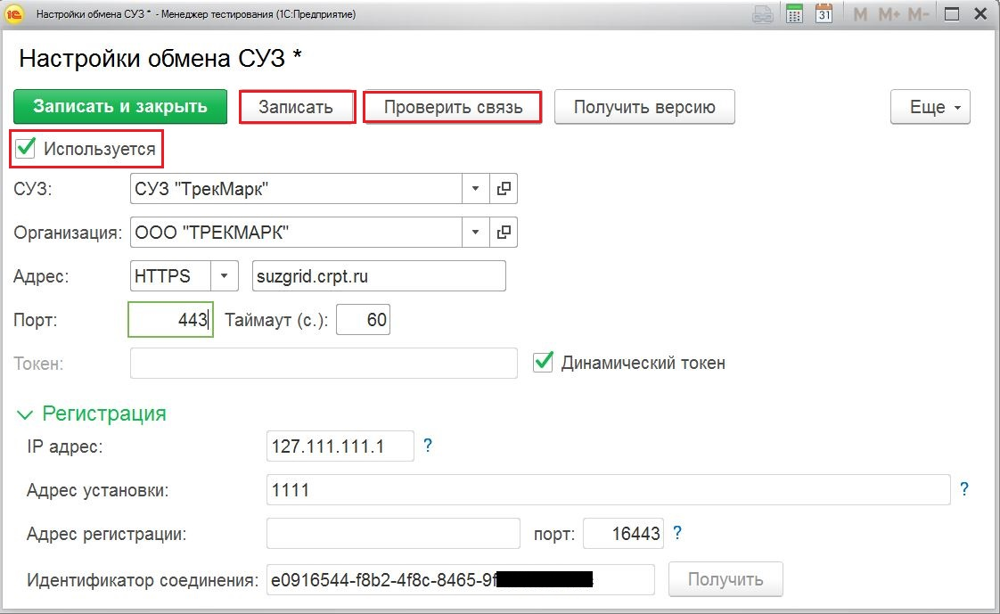 Настройки обмена СУЗ * - Менеджер тестирования (1С:Предприятие)
31 M M+ M-
Настройки обмена СУЗ *
Записать и закрыть Записать Проверить связь Получить версию Еще
Используется
СУЗ: СУЗ "ТрекМарк"
Организация: ООО "ТРЕКМАРК"
Адрес: HTTPS suzgrid.crpt.ru
Порт: 443 Таймаут (с.): 60
Токен: Динамический токен
Регистрация
IP адрес: 127.111.111.1 ?
Адрес установки: 1111 ?
Адрес регистрации: порт: 16443 ?
Идентификатор соединения: e0916544-f8b2-4f8c-8465-9f Получить